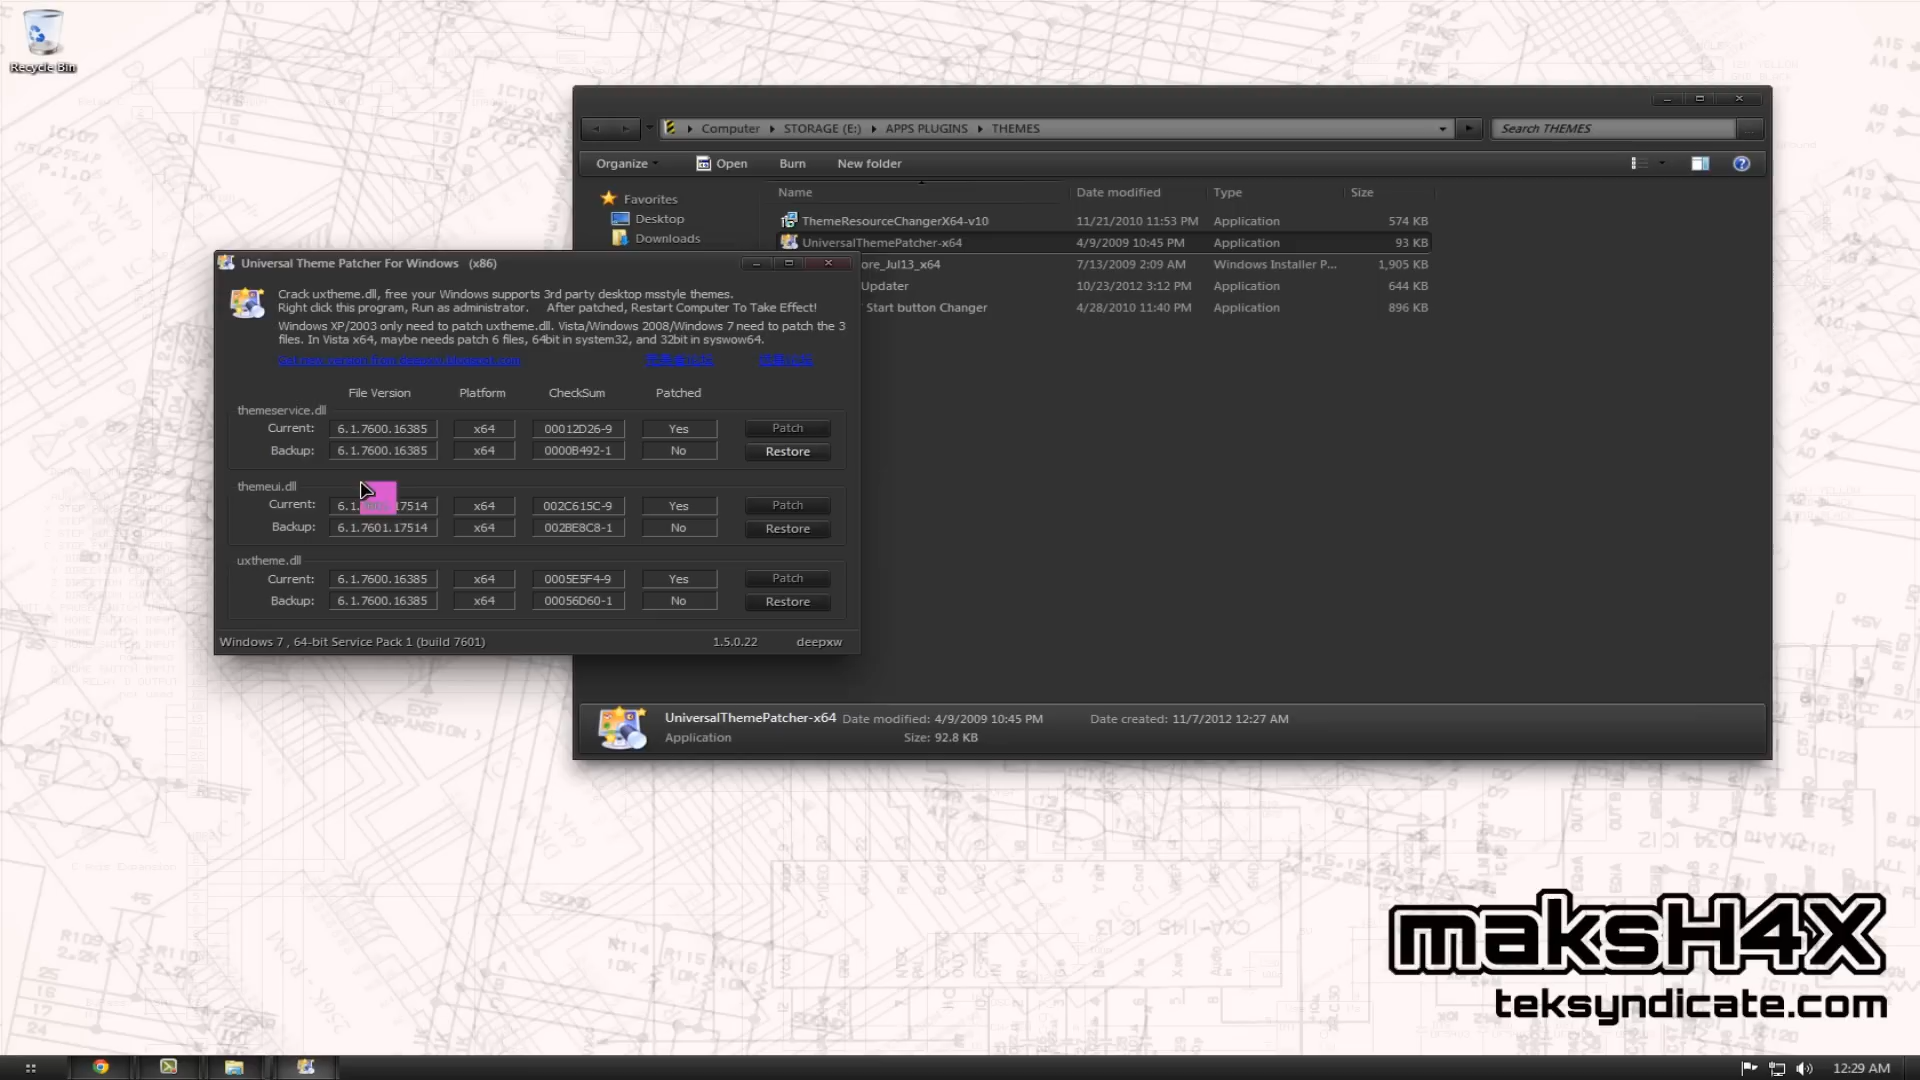 Recycle Bin
Computer
STORAGE (E:)
APPS PLUGINS
THEMES
Search THEMES
Organize
Open
Burn
New folder
Name
Date modified
Type
Size
Favorites
Desktop
Downloads
ThemeResourceChangerX64-v10 11/21/2010 11:53 PM Application 574 KB
UniversalThemePatcher-x64 4/9/2009 10:45 PM Application 93 KB
ore_Jul13_x64 7/13/2009 2:09 AM Windows Installer P... 1,905 KB
Updater 10/23/2012 3:12 PM Application 644 KB
Start button Changer 4/28/2010 11:40 PM Application 896 KB
Universal Theme Patcher For Windows (x86)
Crack uxtheme.dll, free your Windows supports 3rd party desktop msstyle themes.
Right click this program, Run as administrator. After patched, Restart Computer To Take Effect!
Windows XP/2003 only need to patch uxtheme.dll. Vista/Windows 2008/Windows 7 need to patch the 3
files. In Vista x64, maybe needs patch 6 files, 64bit in system32, and 32bit in syswow64.
Get new version from deepxw.blogspot.com
File Version Platform CheckSum Patched
themeservice.dll
Current: 6.1.7600.16385 x64 00012D26-9 Yes Patch
Backup: 6.1.7600.16385 x64 0000B492-1 No Restore
themeui.dll
Current: 6.1. 17514 x64 002C615C-9 Yes Patch
Backup: 6.1.7601.17514 x64 002BE8C8-1 No Restore
uxtheme.dll
Current: 6.1.7600.16385 x64 0005E5F4-9 Yes Patch
Backup: 6.1.7600.16385 x64 00056D60-1 No Restore
Windows 7 , 64-bit Service Pack 1 (build 7601) 1.5.0.22 deepxw
UniversalThemePatcher-x64 Date modified: 4/9/2009 10:45 PM Date created: 11/7/2012 12:27 AM
Application Size: 92.8 KB
maksH4X
teksyndicate.com
12:29 AM